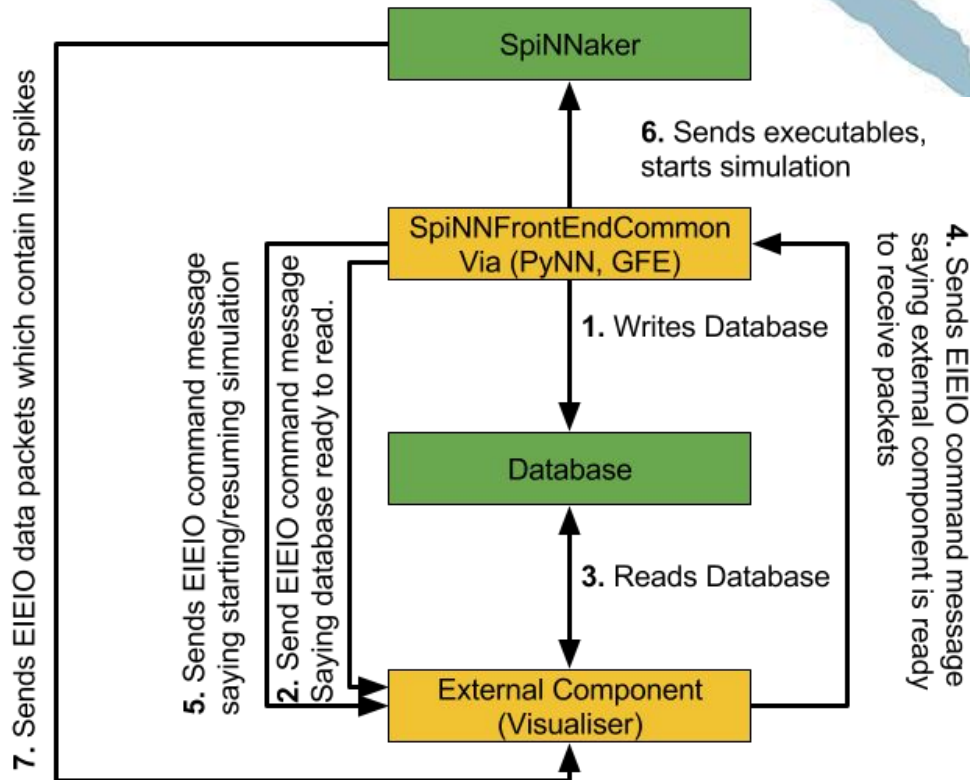 SpiNNaker
6. Sends executables,
starts simulation
SpiNNFrontEndCommon
Via (PyNN, GFE)
1. Writes Database
Database
3. Reads Database
External Component
(Visualiser)
7. Sends EIEIO data packets which contain live spikes
5. Sends EIEIO command message
saying starting/resuming simulation
2. Send EIEIO command message
Saying database ready to read.
4. Sends EIEIO command message
saying external component is ready
to receive packets